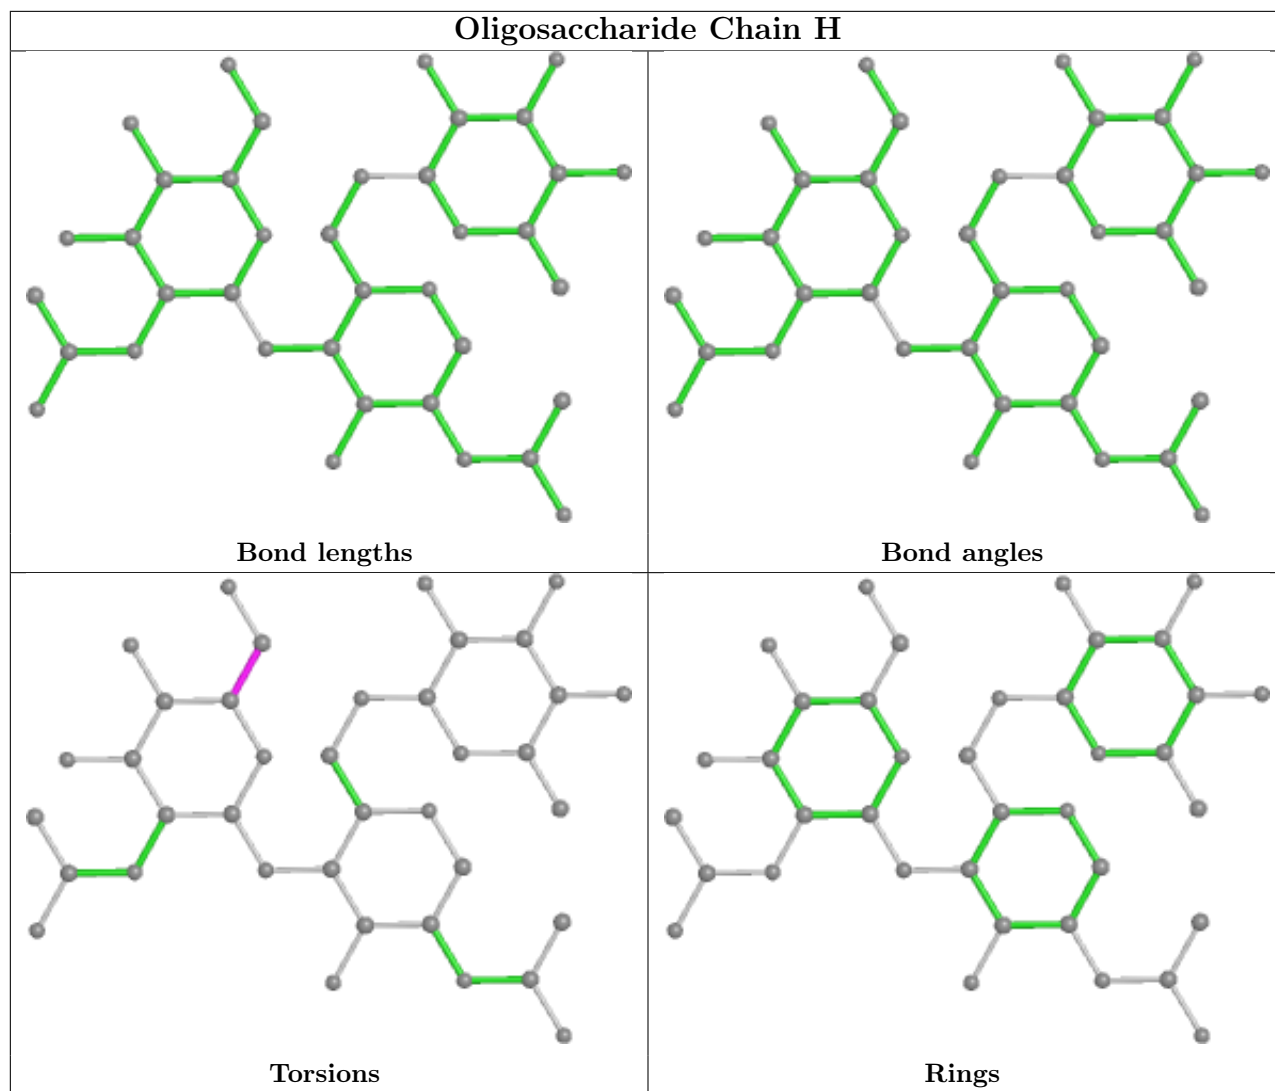 Oligosaccharide Chain H
Bond lengths
Bond angles
Torsions
Rings